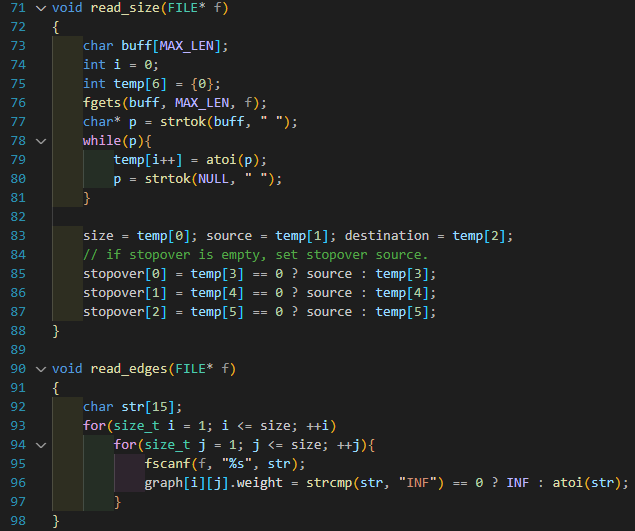 71 void read_size(FILE* f)
72 {
73     char buff[MAX_LEN];
74     int i = 0;
75     int temp[6] = {0};
76     fgets(buff, MAX_LEN, f);
77     char* p = strtok(buff, " ");
78     while(p){
79         temp[i++] = atoi(p);
80         p = strtok(NULL, " ");
81     }
82
83     size = temp[0]; source = temp[1]; destination = temp[2];
84     // if stopover is empty, set stopover source.
85     stopover[0] = temp[3] == 0 ? source : temp[3];
86     stopover[1] = temp[4] == 0 ? source : temp[4];
87     stopover[2] = temp[5] == 0 ? source : temp[5];
88 }
89
90 void read_edges(FILE* f)
91 {
92     char str[15];
93     for(size_t i = 1; i <= size; ++i)
94         for(size_t j = 1; j <= size; ++j){
95             fscanf(f, "%s", str);
96             graph[i][j].weight = strcmp(str, "INF") == 0 ? INF : atoi(str);
97         }
98 }